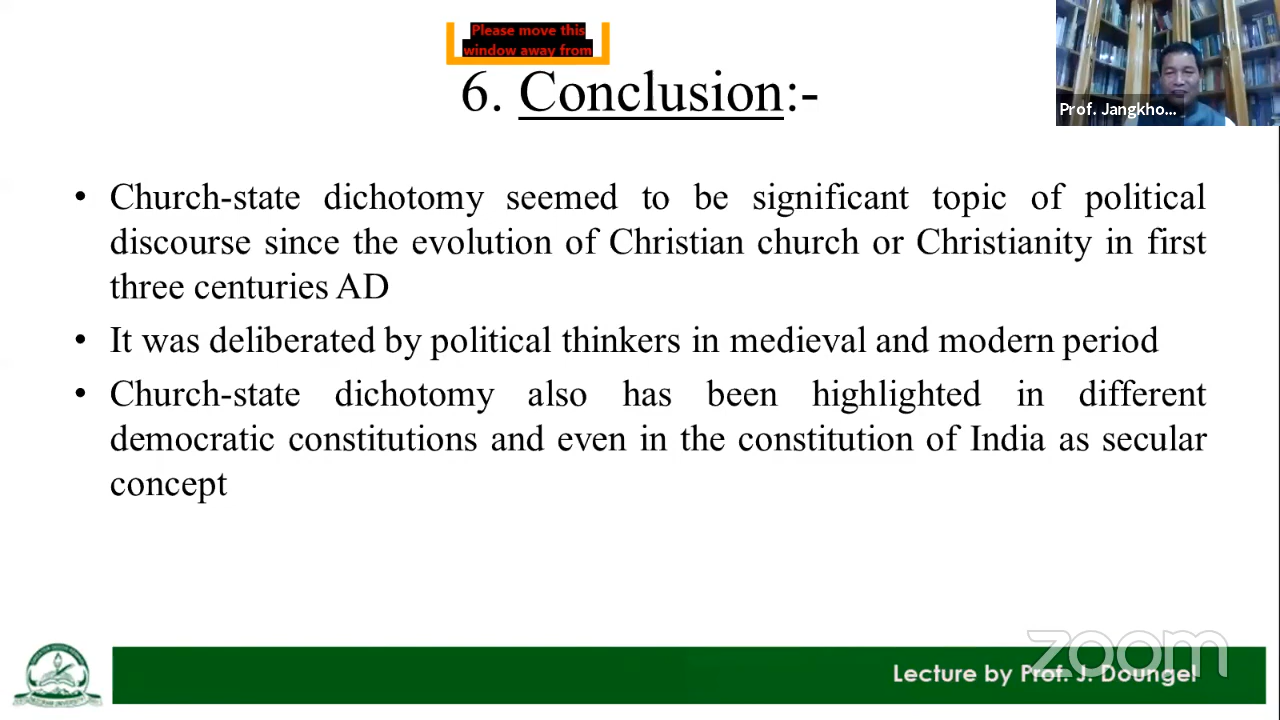 Please move this
window away from
6. Conclusion:-
Prof. Jangkho...
• Church-state dichotomy seemed to be significant topic of political
discourse since the evolution of Christian church or Christianity in first
three centuries AD
• It was deliberated by political thinkers in medieval and modern period
• Church-state dichotomy also has been highlighted in different
democratic constitutions and even in the constitution of India as secular
concept
zoom
Lecture by Prof. J. Doungel